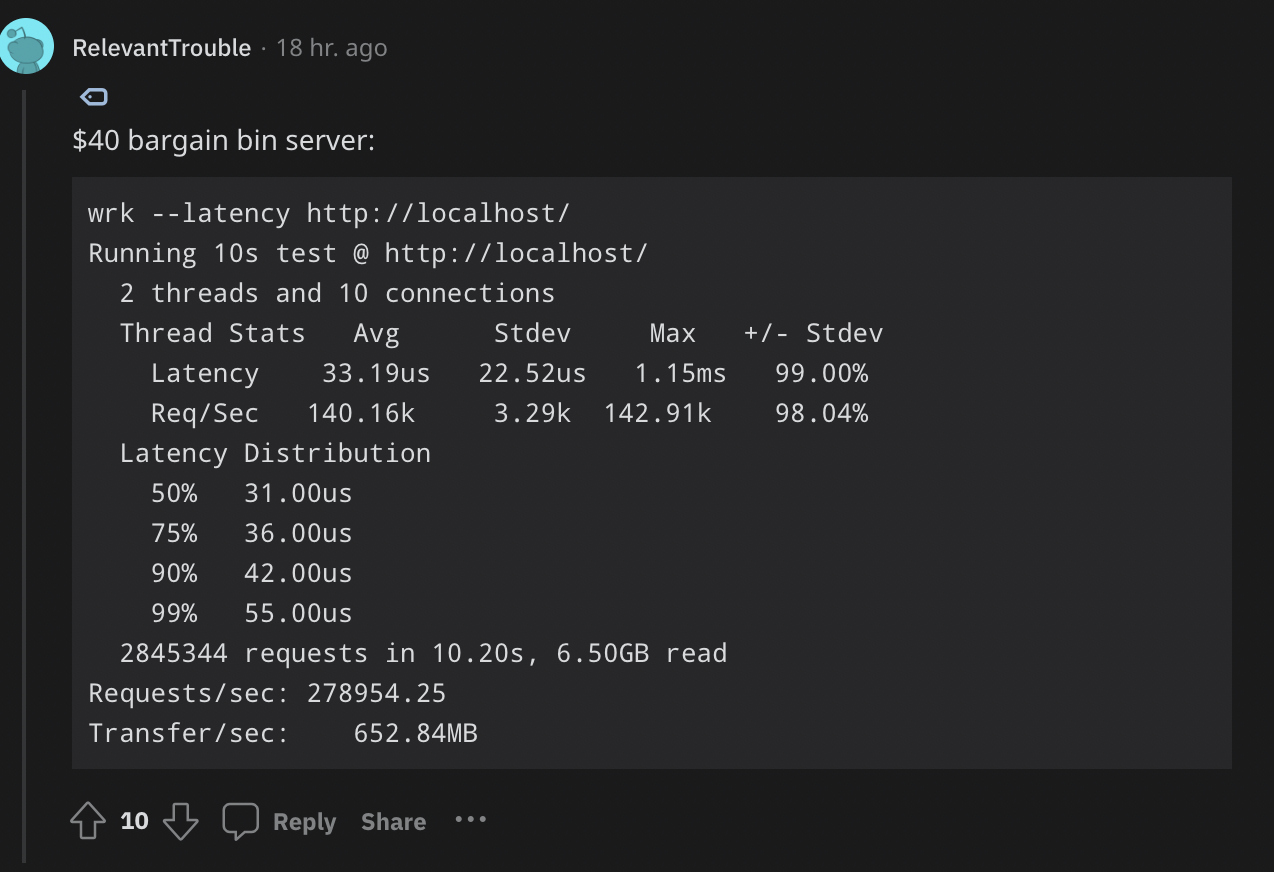 RelevantTrouble · 18 hr. ago
$40 bargain bin server:
wrk --latency http://localhost/
Running 10s test @ http://localhost/
  2 threads and 10 connections
  Thread Stats   Avg      Stdev     Max   +/- Stdev
    Latency    33.19us   22.52us   1.15ms   99.00%
    Req/Sec   140.16k     3.29k  142.91k    98.04%
  Latency Distribution
    50%   31.00us
    75%   36.00us
    90%   42.00us
    99%   55.00us
  2845344 requests in 10.20s, 6.50GB read
Requests/sec: 278954.25
Transfer/sec:    652.84MB
10 Reply Share ...